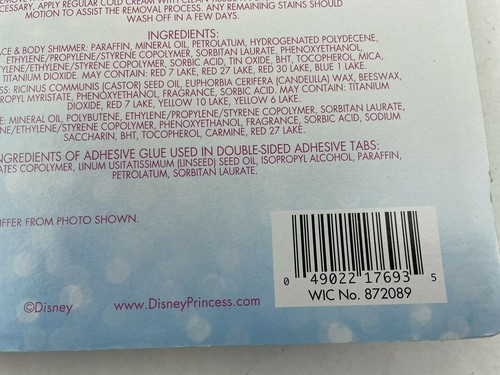 CESSARY, APPLY REGULAR COLD CREAM WITH CLEAN
MOTION TO ASSIST THE REMOVAL PROCESS. ANY REMAINING STAINS SHOULD
WASH OFF IN A FEW DAYS.
INGREDIENTS:
ACE & BODY SHIMMER: PARAFFIN, MINERAL OIL, PETROLATUM, HYDROGENATED POLYDECENE,
ETHYLENE/PROPYLENE/STYRENE COPOLYMER, SORBITAN LAURATE, PHENOXYETHANOL,
YLENE/ETHYLENE/STYRENE COPOLYMER, SORBIC ACID, TIN OXIDE, BHT, TOCOPHEROL, MICA,
TITANIUM DIOXIDE. MAY CONTAIN: RED 7 LAKE, RED 27 LAKE, RED 30 LAKE, BLUE 1 LAKE.
SS: RICINUS COMMUNIS (CASTOR) SEED OIL, EUPHORBIA CERIFERA (CANDELILLA) WAX, BEESWAX,
OPYL MYRISTATE, PHENOXYETHANOL, FRAGRANCE, SORBIC ACID. MAY CONTAIN: TITANIUM
DIOXIDE, RED 7 LAKE, YELLOW 10 LAKE, YELLOW 6 LAKE.
E: MINERAL OIL, POLYBUTENE, ETHYLENE/PROPYLENE/STYRENE COPOLYMER, SORBITAN LAURATE,
NE/ETHYLENE/STYRENE COPOLYMER, PHENOXYETHANOL, FRAGRANCE, SORBIC ACID, SODIUM
SACCHARIN, BHT, TOCOPHEROL, CARMINE, RED 27 LAKE.
NGREDIENTS OF ADHESIVE GLUE USED IN DOUBLE-SIDED ADHESIVE TABS:
ATES COPOLYMER, LINUM USITATISSIMUM (LINSEED) SEED OIL, ISOPROPYL ALCOHOL, PARAFFIN,
PETROLATUM, SORBITAN LAURATE.
IFFER FROM PHOTO SHOWN.
0 49022 17693 5
WIC No. 872089
©Disney www.DisneyPrincess.com